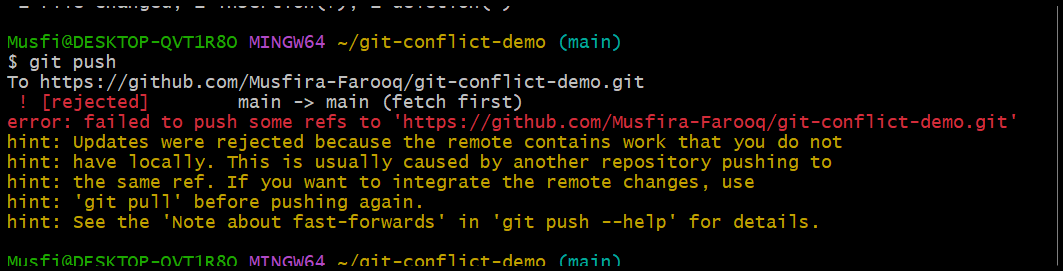 Musfi@DESKTOP-QVT1R8O MINGW64 ~/git-conflict-demo (main)
$ git push
To https://github.com/Musfira-Farooq/git-conflict-demo.git
 ! [rejected]        main -> main (fetch first)
error: failed to push some refs to 'https://github.com/Musfira-Farooq/git-conflict-demo.git'
hint: Updates were rejected because the remote contains work that you do not
hint: have locally. This is usually caused by another repository pushing to
hint: the same ref. If you want to integrate the remote changes, use
hint: 'git pull' before pushing again.
hint: See the 'Note about fast-forwards' in 'git push --help' for details.
Musfi@DESKTOP-QVT1R8O MINGW64 ~/git-conflict-demo (main)